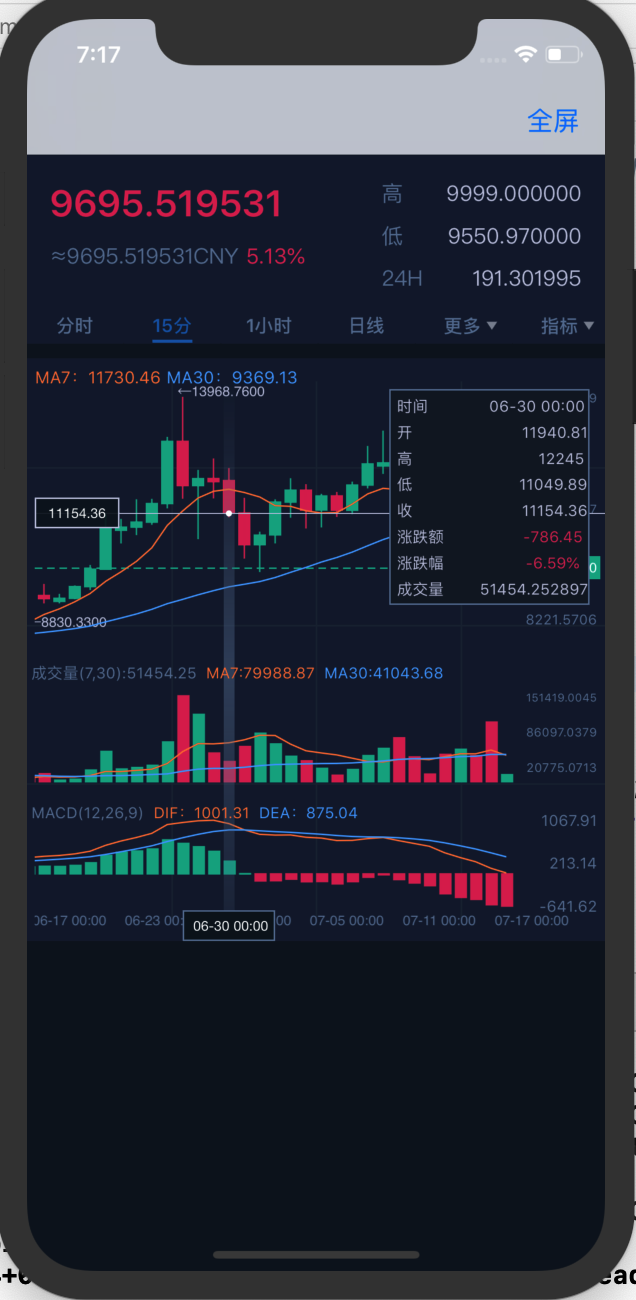 7:17
全屏
9695.519531
高 9999.000000
低 9550.970000
≈9695.519531CNY 5.13%
24H 191.301995
分时 15分 1小时 日线 更多 指标
MA7: 11730.46 MA30: 9369.13
←13968.7600
时间 06-30 00:00
开 11940.81
高 12245
低 11049.89
收 11154.36
涨跌额 -786.45
涨跌幅 -6.59%
成交量 51454.252897
11154.36
8830.3300
8221.5706
成交量(7,30):51454.25 MA7:79988.87 MA30:41043.68
151419.0045
86097.0379
20775.0713
MACD(12,26,9) DIF: 1001.31 DEA: 875.04
1067.91
213.14
-641.62
06-17 00:00 06-23 00: 06-30 00:00 00 07-05 00:00 07-11 00:00 07-17 00:00